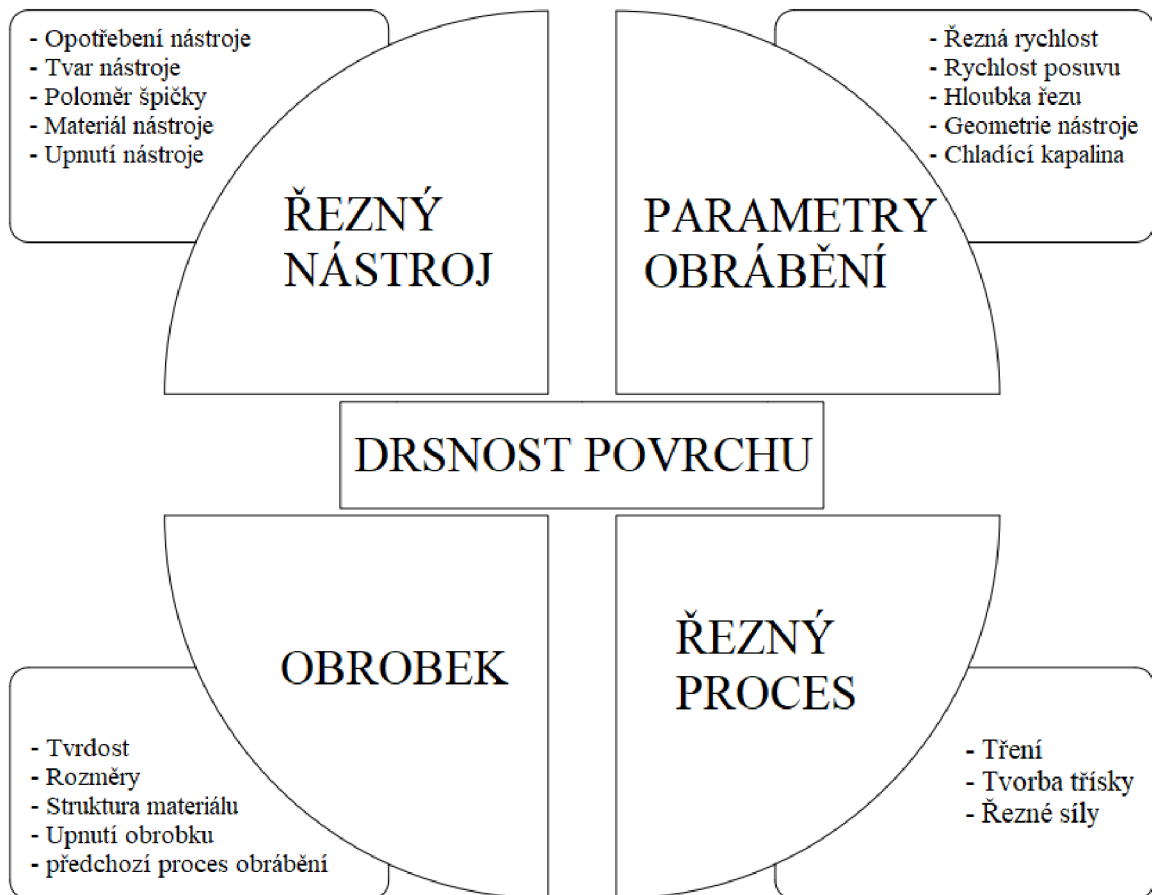 - Opotřebení nástroje
- Tvar nástroje
- Poloměr špičky
- Materiál nástroje
- Upnutí nástroje
ŘEZNÝ
NÁSTROJ
- Řezná rychlost
- Rychlost posuvu
- Hloubka řezu
- Geometrie nástroje
- Chladící kapalina
PARAMETRY
OBRÁBĚNÍ
DRSNOST POVRCHU
OBROBEK
- Tvrdost
- Rozměry
- Struktura materiálu
- Upnutí obrobku
- předchozí proces obrábění
ŘEZNÝ
PROCES
- Tření
- Tvorba třísky
- Řezné síly